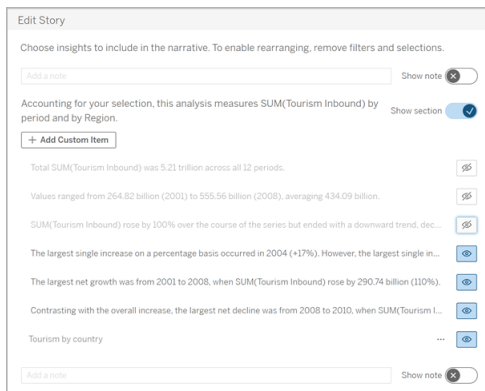 Edit Story
Choose insights to include in the narrative. To enable rearranging, remove filters and selections.
Add a note
Show note
Accounting for your selection, this analysis measures SUM(Tourism Inbound) by
period and by Region.
Show section
+ Add Custom Item
Total SUM(Tourism Inbound) was 5.21 trillion across all 12 periods.
Values ranged from 264.82 billion (2001) to 555.56 billion (2008), averaging 434.09 billion.
SUM(Tourism Inbound) rose by 100% over the course of the series but ended with a downward trend, dec...
The largest single increase on a percentage basis occurred in 2004 (+17%). However, the largest single in...
The largest net growth was from 2001 to 2008, when SUM(Tourism Inbound) rose by 290.74 billion (110%).
Contrasting with the overall increase, the largest net decline was from 2008 to 2010, when SUM(Tourism I...
Tourism by country ...
Add a note
Show note